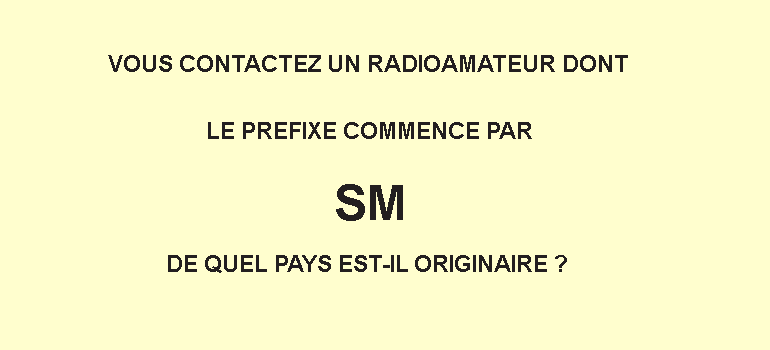 VOUS CONTACTEZ UN RADIOAMATEUR DONT
LE PREFIXE COMMENCE PAR
SM
DE QUEL PAYS EST-IL ORIGINAIRE ?